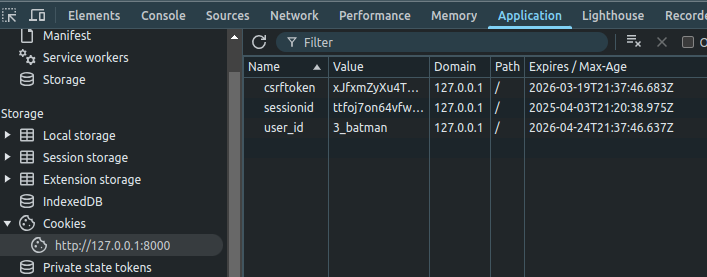 Elements Console Sources Network Performance Memory Application Lighthouse Recorde
Manifest
Service workers
Storage
Storage
Local storage
Session storage
Extension storage
IndexedDB
Cookies
http://127.0.0.1:8000
Private state tokens
Filter
Name Value Domain Path Expires / Max-Age
csrftoken xJfxmZyXu4T... 127.0.0.1 / 2026-03-19T21:37:46.683Z
sessionid ttfoj7on64vfw... 127.0.0.1 / 2025-04-03T21:20:38.975Z
user_id 3_batman 127.0.0.1 / 2026-04-24T21:37:46.637Z